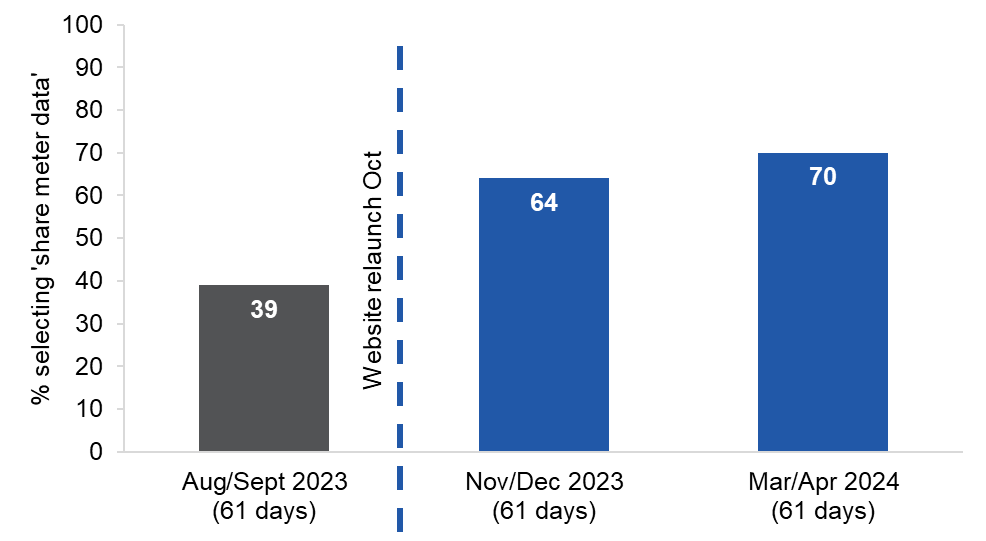 % selecting 'share meter data'
100
90
80
70
60
50
40
30
20
10
0
39
Website relaunch Oct
64
70
Aug/Sept 2023
(61 days)
Nov/Dec 2023
(61 days)
Mar/Apr 2024
(61 days)